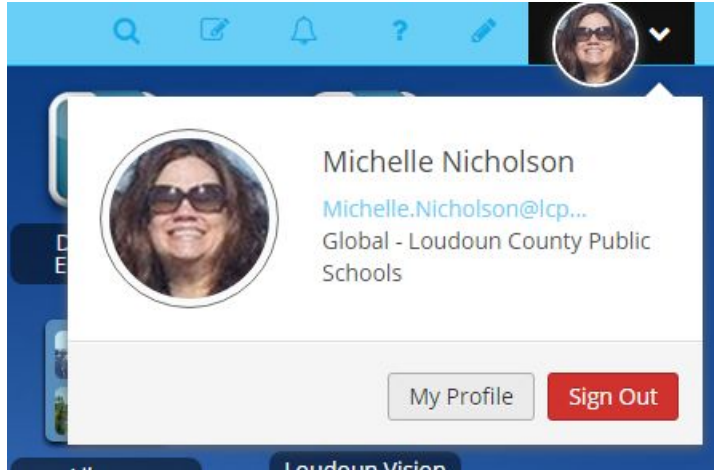 ?
Michelle Nicholson
Michelle.Nicholson@lcp...
Global - Loudoun County Public
Schools
My Profile
Sign Out
Loudoun Vision